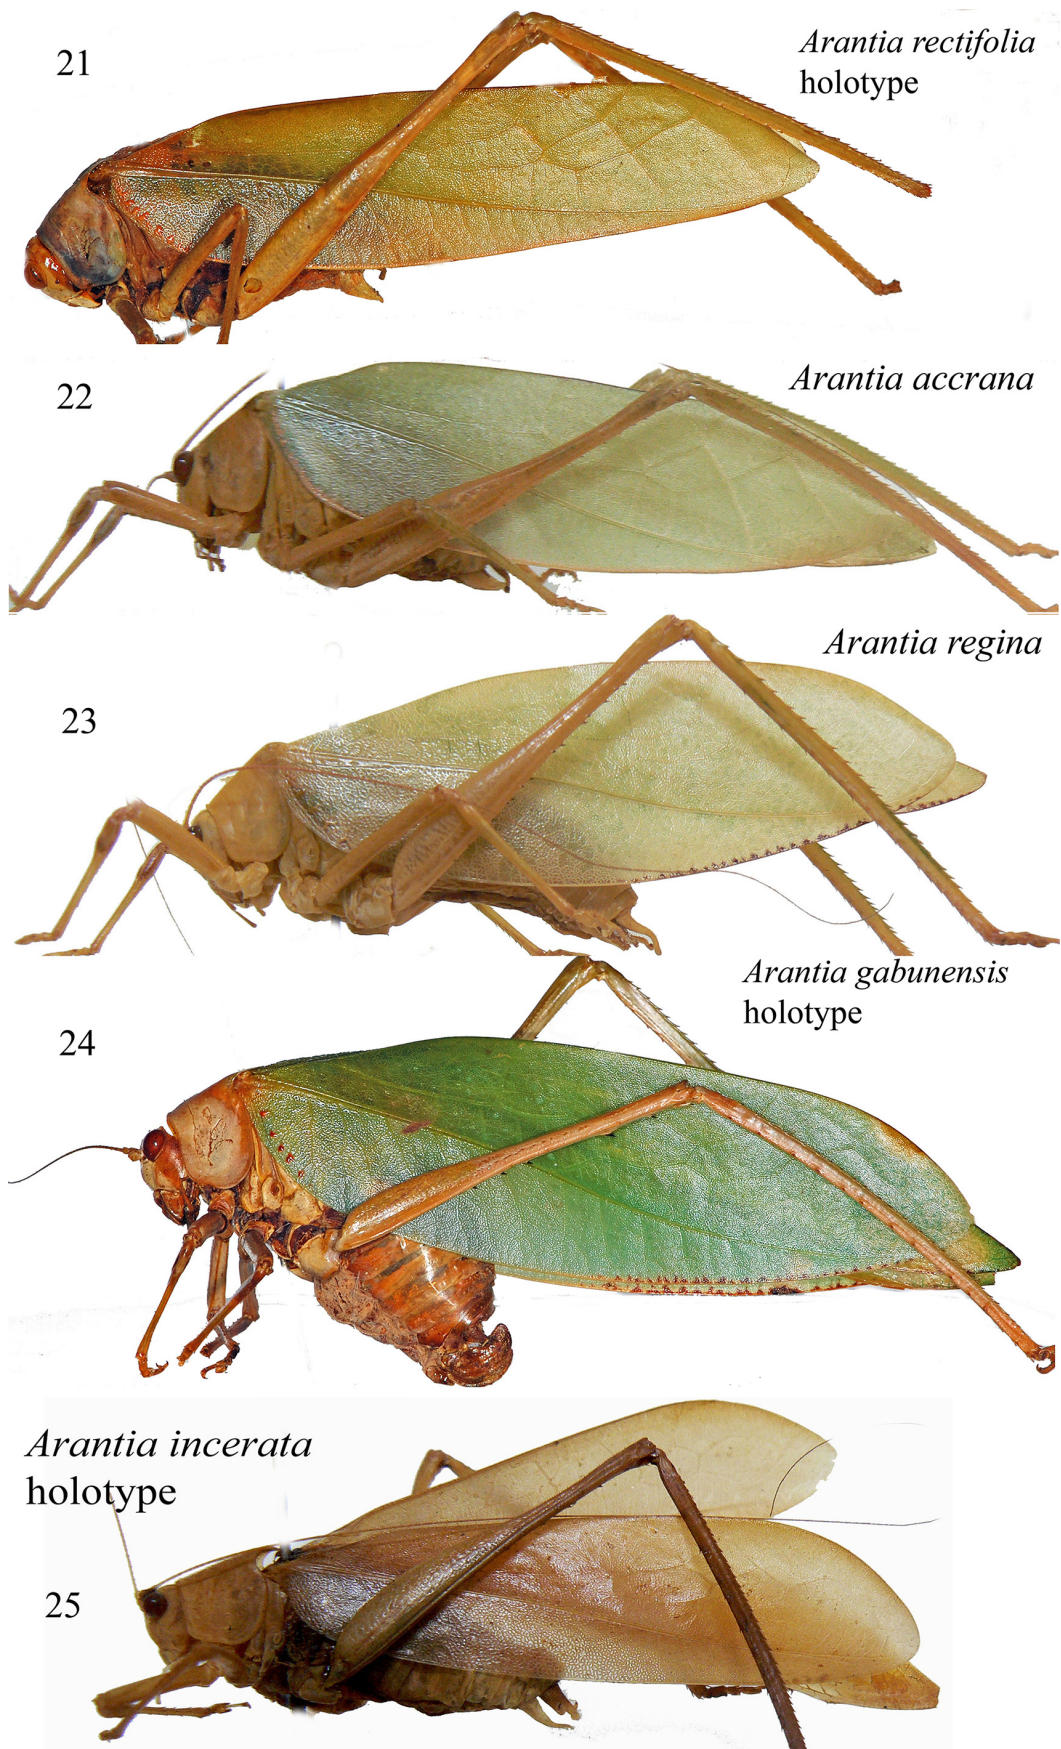 21
Arantia rectifolia
holotype
22
Arantia accrana
Arantia regina
23
Arantia gabunensis
holotype
24
Arantia incerata
holotype
25